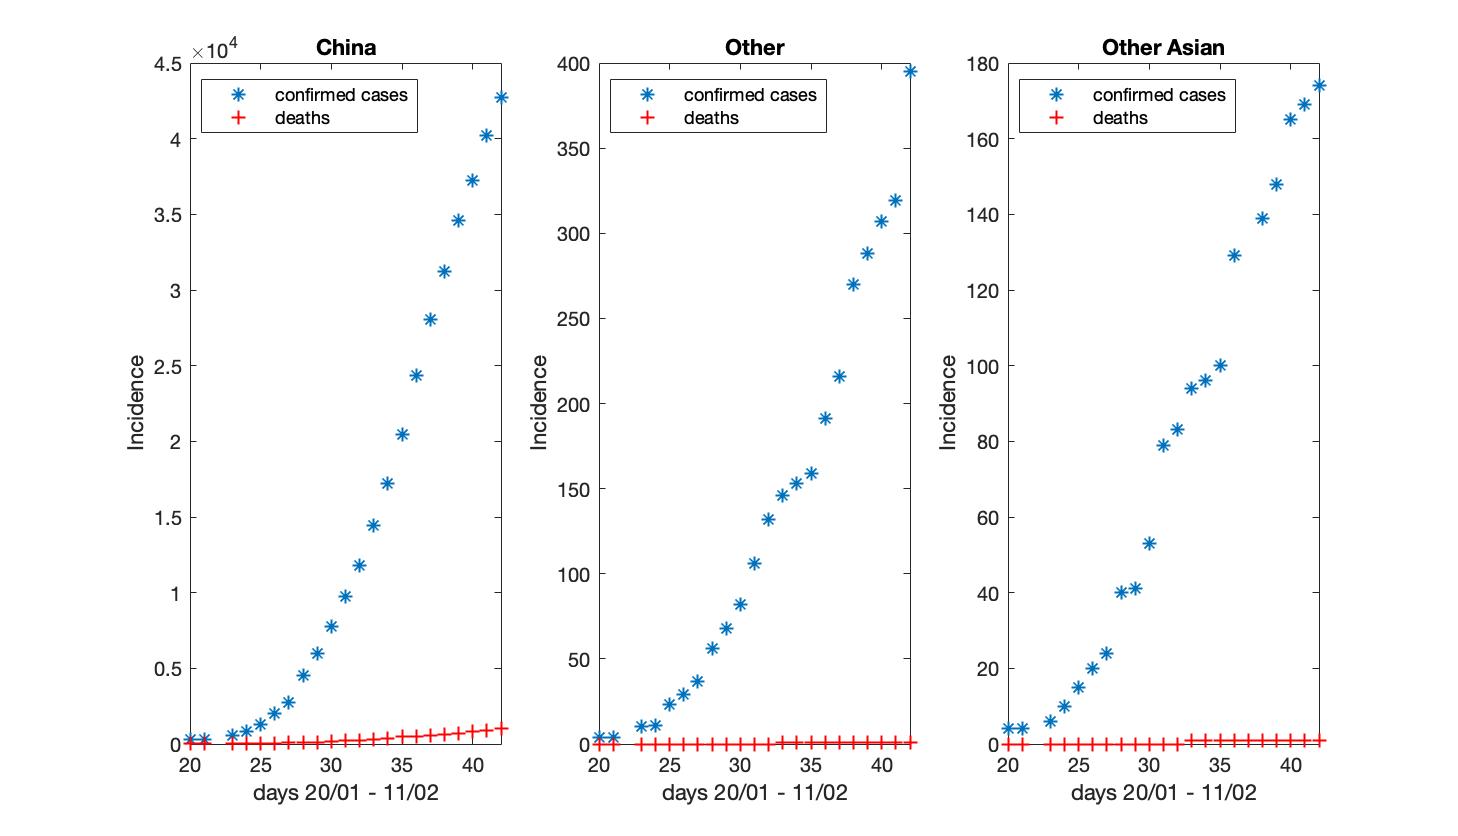 China
×10⁴
4.5
4
3.5
3
2.5
2
1.5
1
0.5
0
Incidence
confirmed cases
deaths
20 25 30 35 40
days 20/01 - 11/02
Other
400
350
300
250
200
150
100
50
0
Incidence
confirmed cases
deaths
20 25 30 35 40
days 20/01 - 11/02
Other Asian
180
160
140
120
100
80
60
40
20
0
Incidence
confirmed cases
deaths
20 25 30 35 40
days 20/01 - 11/02